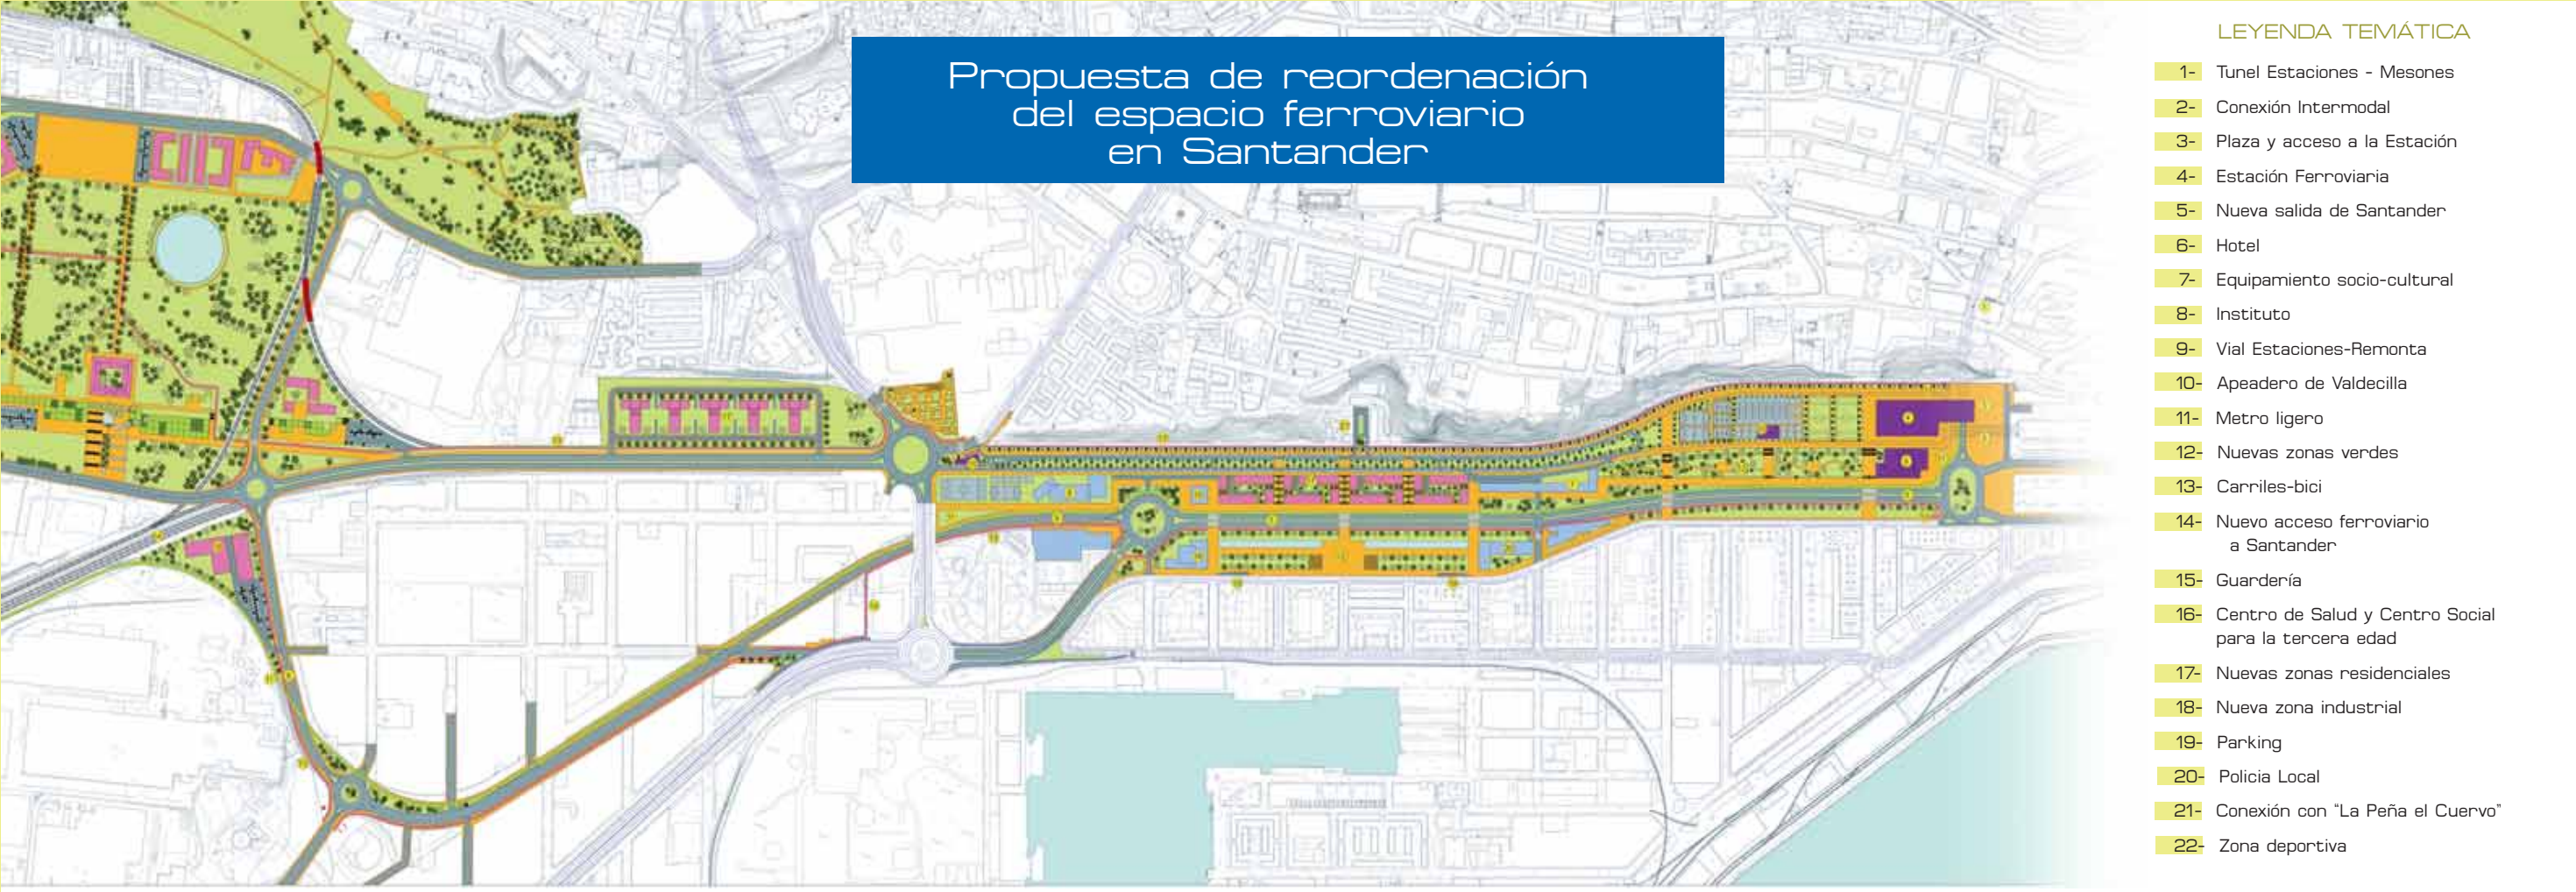 Propuesta de reordenación
del espacio ferroviario
en Santander
LEYENDA TEMÁTICA
1- Tunel Estaciones - Mesones
2- Conexión Intermodal
3- Plaza y acceso a la Estación
4- Estación Ferroviaria
5- Nueva salida de Santander
6- Hotel
7- Equipamiento socio-cultural
8- Instituto
9- Vial Estaciones-Remonta
10- Apeadero de Valdecilla
11- Metro ligero
12- Nuevas zonas verdes
13- Carriles-bici
14- Nuevo acceso ferroviario
a Santander
15- Guardería
16- Centro de Salud y Centro Social
para la tercera edad
17- Nuevas zonas residenciales
18- Nueva zona industrial
19- Parking
20- Policia Local
21- Conexión con "La Peña el Cuervo"
22- Zona deportiva